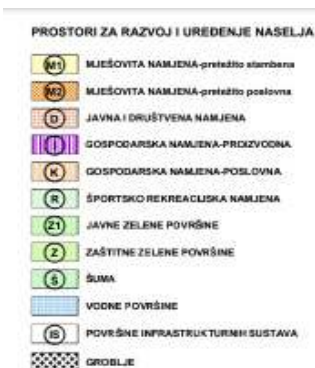 PROSTORI ZA RAZVOJ I UREĐENJE NASELJA
M1 MJEŠOVITA NAMJENA-pretežito stambena
M2 MJEŠOVITA NAMJENA-pretežito poslovna
D JAVNA I DRUŠTVENA NAMJENA
I GOSPODARSKA NAMJENA-PROIZVODNA
K GOSPODARSKA NAMJENA-POSLOVNA
R ŠPORTSKO REKREACIJSKA NAMJENA
Z1 JAVNE ZELENE POVRŠINE
Z ZAŠTITNE ZELENE POVRŠINE
Š ŠUMA
VODNE POVRŠINE
IS POVRŠINE INFRASTRUKTURNIH SUSTAVA
GROBLJE